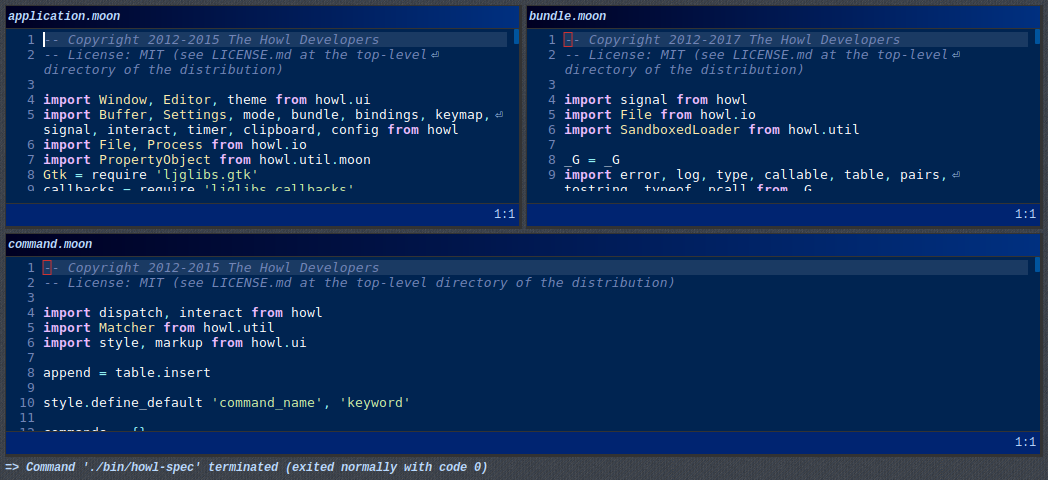 application.moon
1 -- Copyright 2012-2015 The Howl Developers
2 -- License: MIT (see LICENSE.md at the top-level⏎
directory of the distribution)
3
4 import Window, Editor, theme from howl.ui
5 import Buffer, Settings, mode, bundle, bindings, keymap,⏎
signal, interact, timer, clipboard, config from howl
6 import File, Process from howl.io
7 import PropertyObject from howl.util.moon
8 Gtk = require 'ljglibs.gtk'
9 callbacks = require 'ljglibs.callbacks'
1:1
bundle.moon
1 -- Copyright 2012-2017 The Howl Developers
2 -- License: MIT (see LICENSE.md at the top-level⏎
directory of the distribution)
3
4 import signal from howl
5 import File from howl.io
6 import SandboxedLoader from howl.util
7
8 _G = _G
9 import error, log, type, callable, table, pairs,⏎
tostring, typeof, pcall from _G
1:1
command.moon
1 -- Copyright 2012-2015 The Howl Developers
2 -- License: MIT (see LICENSE.md at the top-level directory of the distribution)
3
4 import dispatch, interact from howl
5 import Matcher from howl.util
6 import style, markup from howl.ui
7
8 append = table.insert
9
10 style.define_default 'command_name', 'keyword'
11
12 commands = {}
1:1
=> Command './bin/howl-spec' terminated (exited normally with code 0)